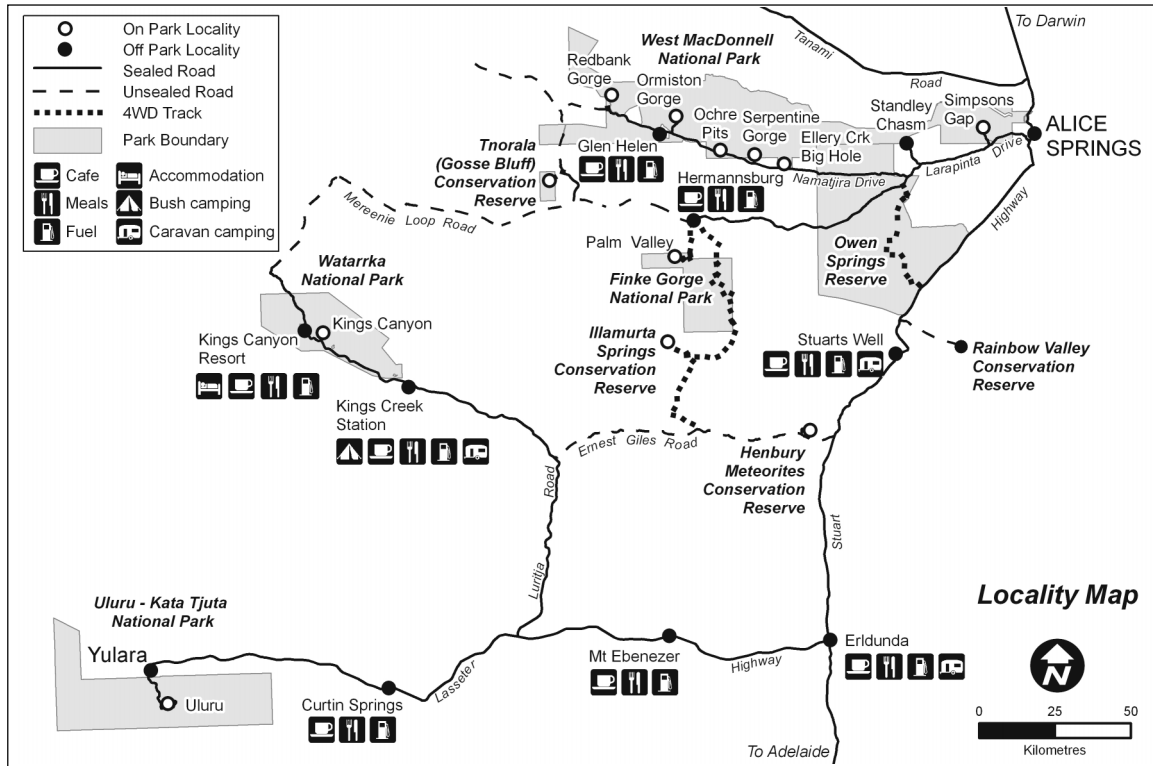 On Park Locality
Off Park Locality
Sealed Road
Unsealed Road
4WD Track
Park Boundary
Cafe
Accommodation
Meals
Bush camping
Fuel
Caravan camping
To Darwin
Tanami
Road
West MacDonnell
National Park
Redbank
Gorge
Ormiston
Gorge
Ochre
Pits
Serpentine
Gorge
Ellery Crk
Big Hole
Standley
Chasm
Simpsons
Gap
ALICE
SPRINGS
Larapinta Drive
Namatjira Drive
Highway
Glen Helen
Tnorala
(Gosse Bluff)
Conservation
Reserve
Hermannsburg
Mereenie Loop Road
Palm Valley
Finke Gorge
National Park
Owen
Springs
Reserve
Watarrka
National Park
Kings Canyon
Kings Canyon
Resort
Kings Creek
Station
Illamurta
Springs
Conservation
Reserve
Stuarts Well
Rainbow Valley
Conservation
Reserve
Ernest Giles Road
Henbury
Meteorites
Conservation
Reserve
Road
Luritja
Stuart
Uluru - Kata Tjuta
National Park
Yulara
Uluru
Curtin Springs
Lasseter
Mt Ebenezer
Highway
Erldunda
To Adelaide
Locality Map
N
0 25 50
Kilometres